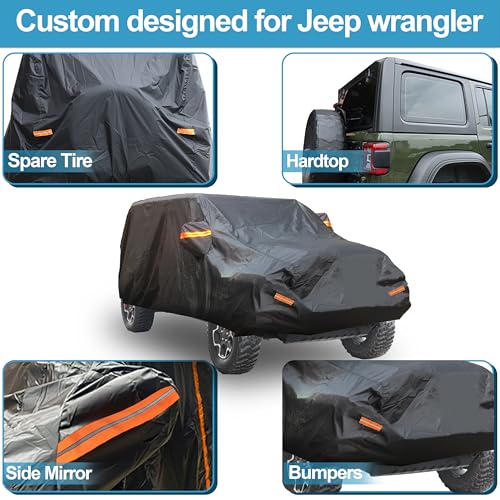 Custom designed for Jeep wrangler
Spare Tire
Hardtop
Side Mirror
Bumpers